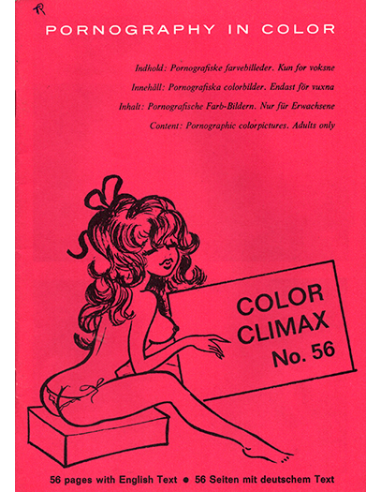 PORNOGRAPHY IN COLOR
Indhold: Pornografiske farvebilleder. Kun for voksne
Innehåll: Pornografiska colorbilder. Endast för vuxna
Inhalt: Pornografische Farb-Bildern. Nur für Erwachsene
Content: Pornographic colorpictures. Adults only
COLOR
CLIMAX
No. 56
56 pages with English Text ● 56 Seiten mit deutschem Text